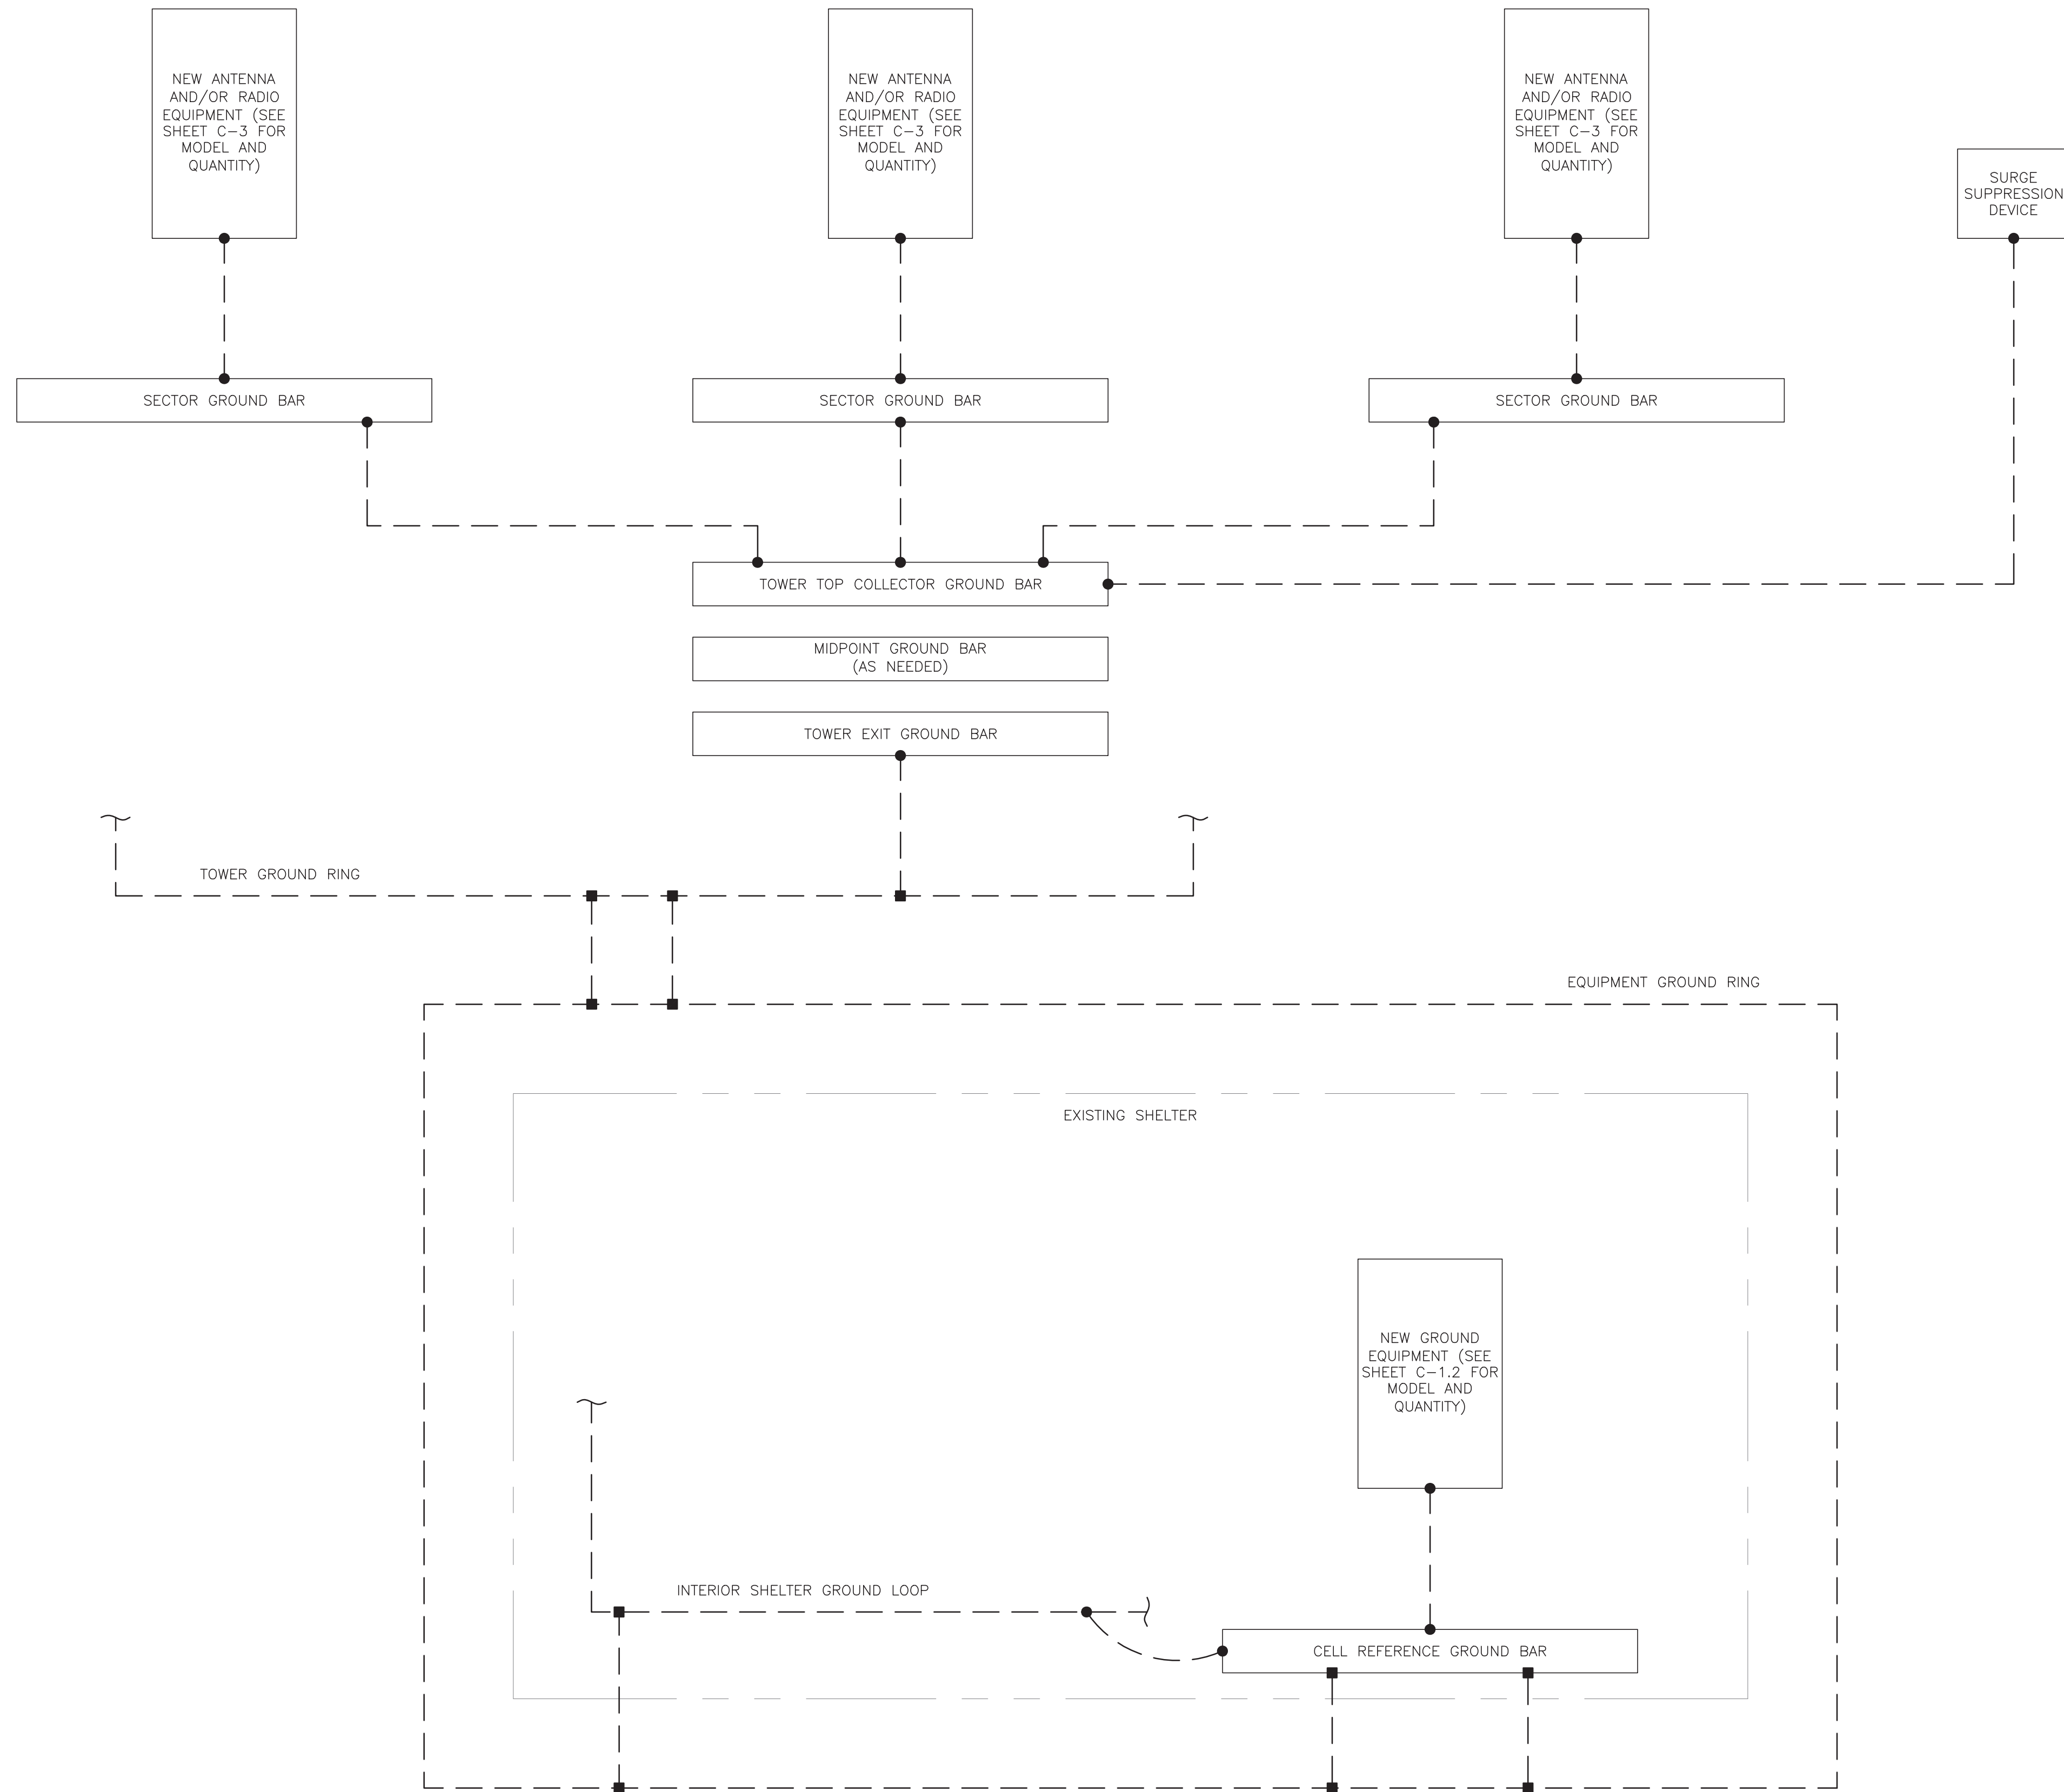 NEW ANTENNA
AND/OR RADIO
EQUIPMENT (SEE
SHEET C-3 FOR
MODEL AND
QUANTITY)
NEW ANTENNA
AND/OR RADIO
EQUIPMENT (SEE
SHEET C-3 FOR
MODEL AND
QUANTITY)
NEW ANTENNA
AND/OR RADIO
EQUIPMENT (SEE
SHEET C-3 FOR
MODEL AND
QUANTITY)
SURGE
SUPPRESSION
DEVICE
SECTOR GROUND BAR
SECTOR GROUND BAR
SECTOR GROUND BAR
TOWER TOP COLLECTOR GROUND BAR
MIDPOINT GROUND BAR
(AS NEEDED)
TOWER EXIT GROUND BAR
TOWER GROUND RING
EQUIPMENT GROUND RING
EXISTING SHELTER
NEW GROUND
EQUIPMENT (SEE
SHEET C-1.2 FOR
MODEL AND
QUANTITY)
INTERIOR SHELTER GROUND LOOP
CELL REFERENCE GROUND BAR